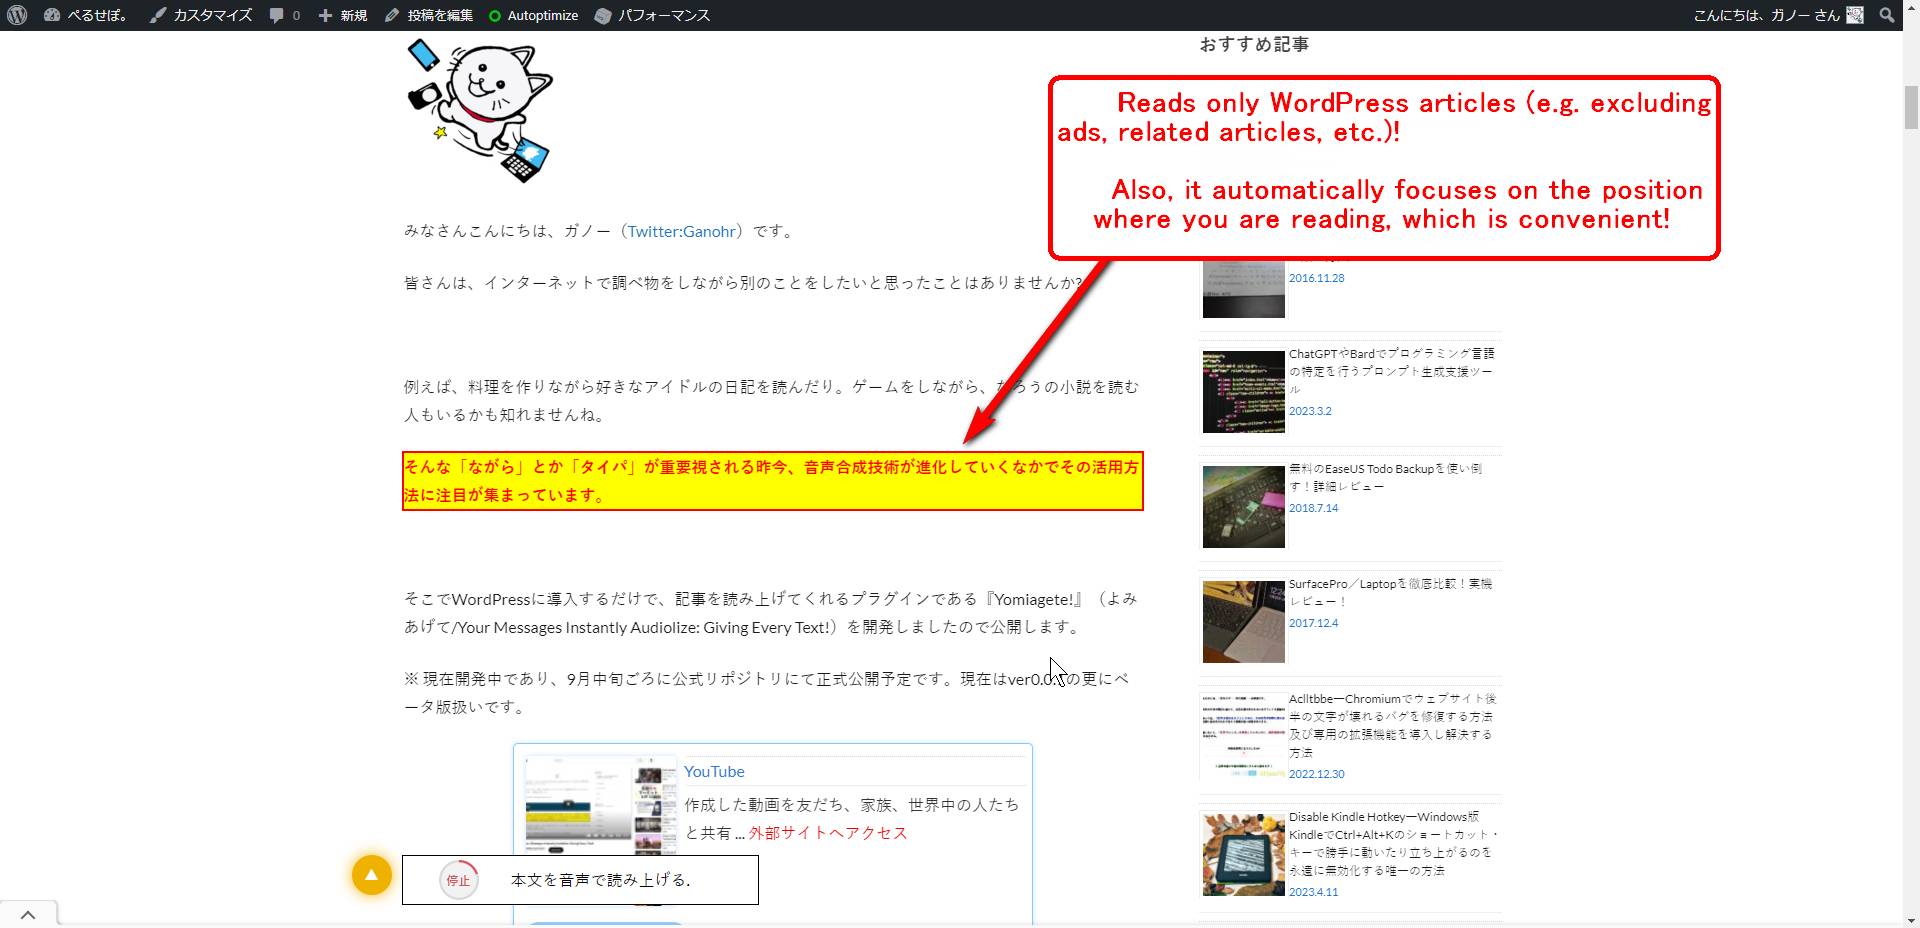 ぺるせぽ。 カスタマイズ 0 新規 投稿を編集 Autoptimize パフォーマンス こんにちは、ガノー さん
みなさんこんにちは、ガノー（Twitter:Ganohr）です。
皆さんは、インターネットで調べ物をしながら別のことをしたいと思ったことはありませんか?
例えば、料理を作りながら好きなアイドルの日記を読んだり。ゲームをしながら、なろうの小説を読む
人もいるかも知れませんね。
そんな「ながら」とか「タイパ」が重要視される昨今、音声合成技術が進化していくなかでその活用方
法に注目が集まっています。
そこでWordPressに導入するだけで、記事を読み上げてくれるプラグインである『Yomiagete!』（よみ
あげて/Your Messages Instantly Audiolize: Giving Every Text!）を開発しましたので公開します。
※ 現在開発中であり、9月中旬ごろに公式リポジトリにて正式公開予定です。現在はver0.0.の更にベ
ータ版扱いです。
YouTube
作成した動画を友だち、家族、世界中の人たち
と共有 ... 外部サイトへアクセス
停止 本文を音声で読み上げる.
おすすめ記事
Reads only WordPress articles (e.g. excluding
ads, related articles, etc.)!
Also, it automatically focuses on the position
where you are reading, which is convenient!
2016.11.28
ChatGPTやBardでプログラミング言語
の特定を行うプロンプト生成支援ツー
ル
2023.3.2
無料のEaseUS Todo Backupを使い倒
す！詳細レビュー
2018.7.14
SurfacePro／Laptopを徹底比較！実機
レビュー！
2017.12.4
Aclltbbe—Chromiumでウェブサイト後
半の文字が壊れるバグを修復する方法
及び専用の拡張機能を導入し解決する
方法
2022.12.30
Disable Kindle Hotkey—Windows版
KindleでCtrl+Alt+Kのショートカット・
キーで勝手に動いたり立ち上がるのを
永遠に無効化する唯一の方法
2023.4.11